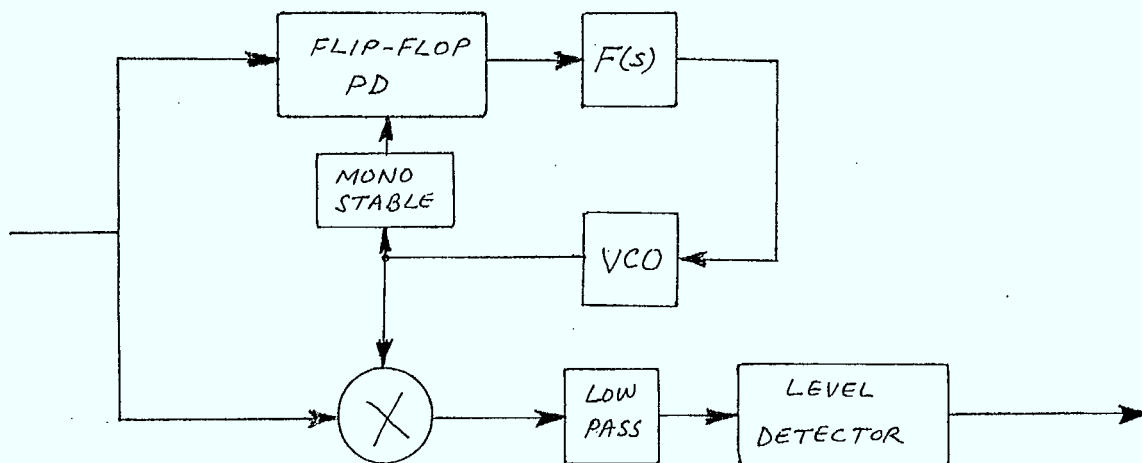 FLIP-FLOP
PD
F(s)
MONO
STABLE
VCO
X
LOW
PASS
LEVEL
DETECTOR